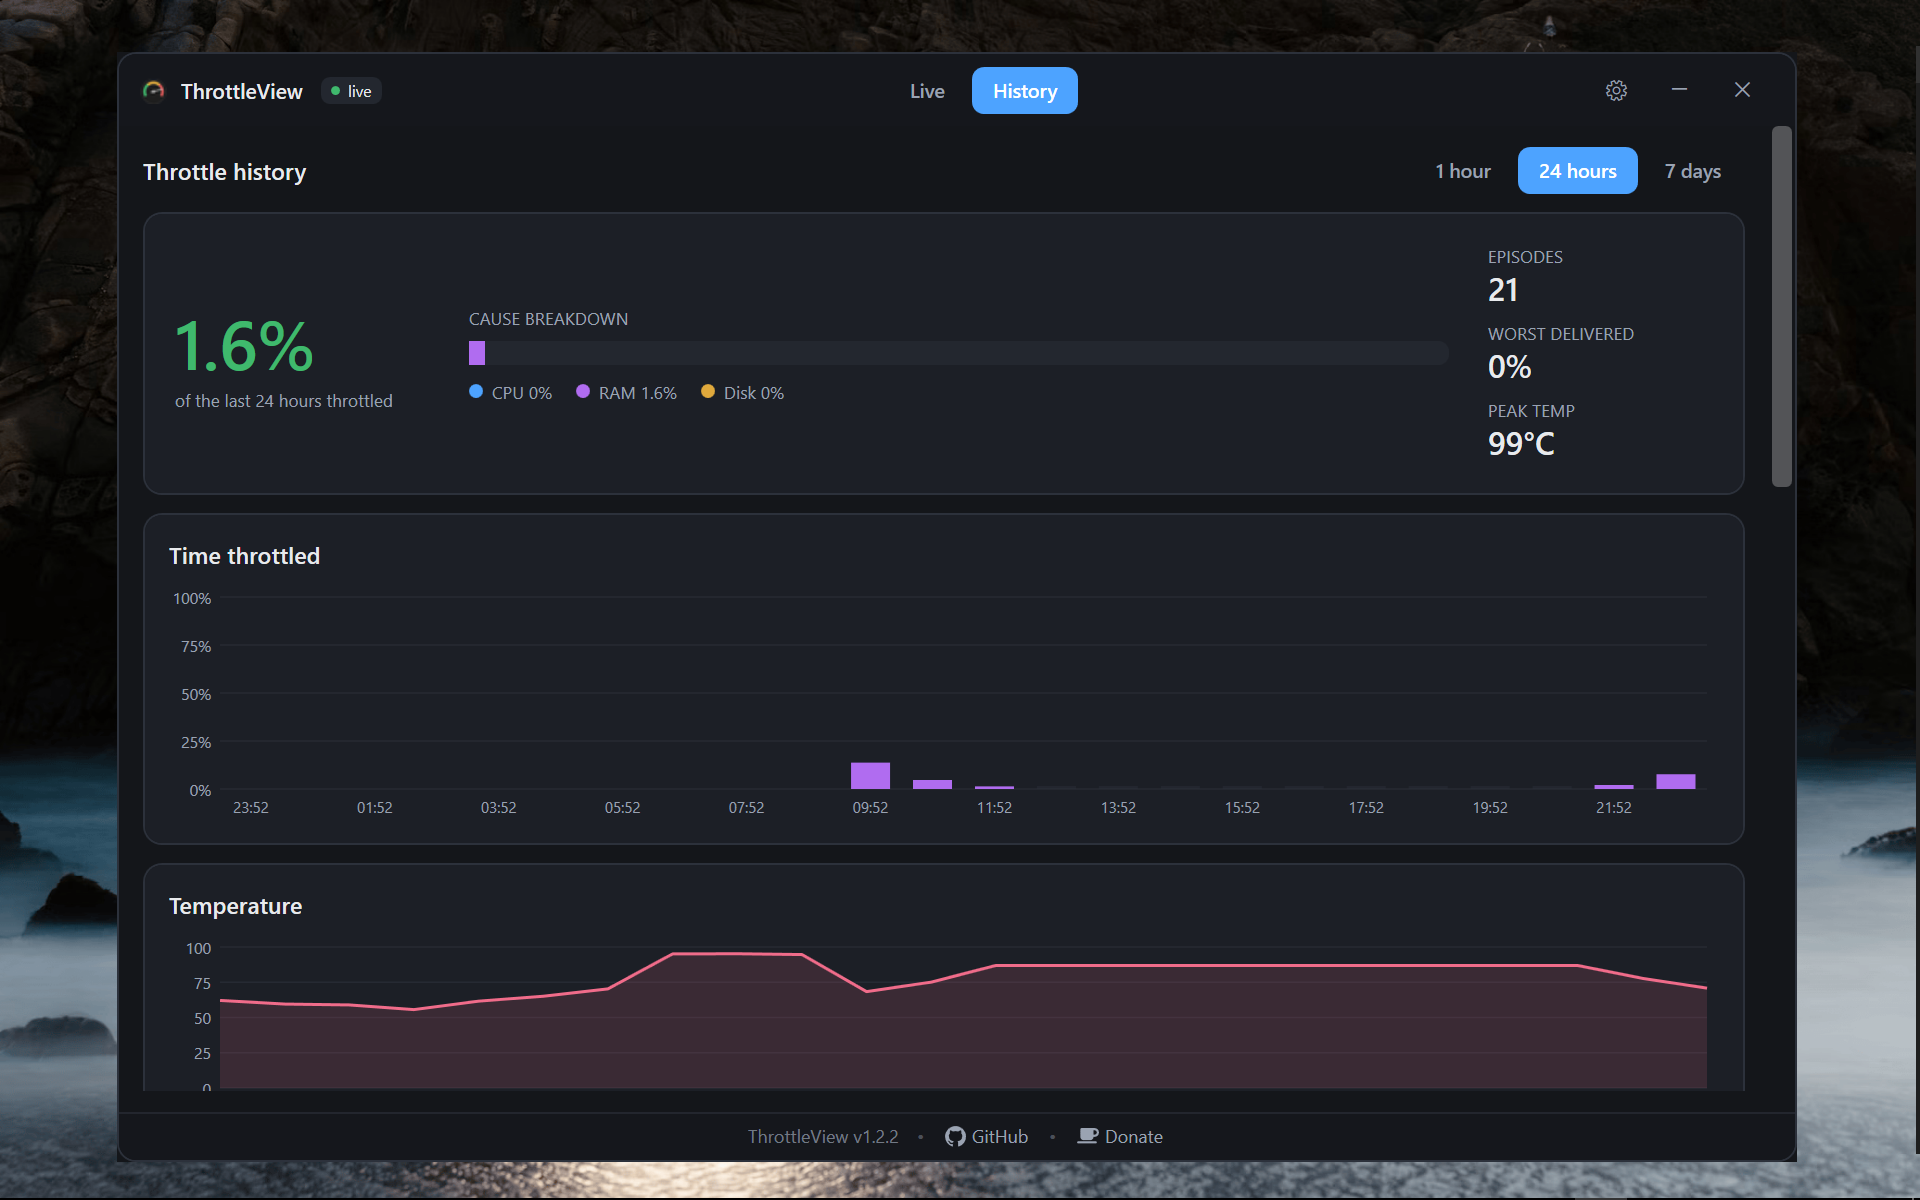 ThrottleView
live
Live
History
Throttle history
1 hour
24 hours
7 days
1.6%
of the last 24 hours throttled
CAUSE BREAKDOWN
CPU 0%
RAM 1.6%
Disk 0%
EPISODES
21
WORST DELIVERED
0%
PEAK TEMP
99°C
Time throttled
100%
75%
50%
25%
0%
23:52 01:52 03:52 05:52 07:52 09:52 11:52 13:52 15:52 17:52 19:52 21:52
Temperature
100
75
50
25
0
ThrottleView v1.2.2 • GitHub • Donate